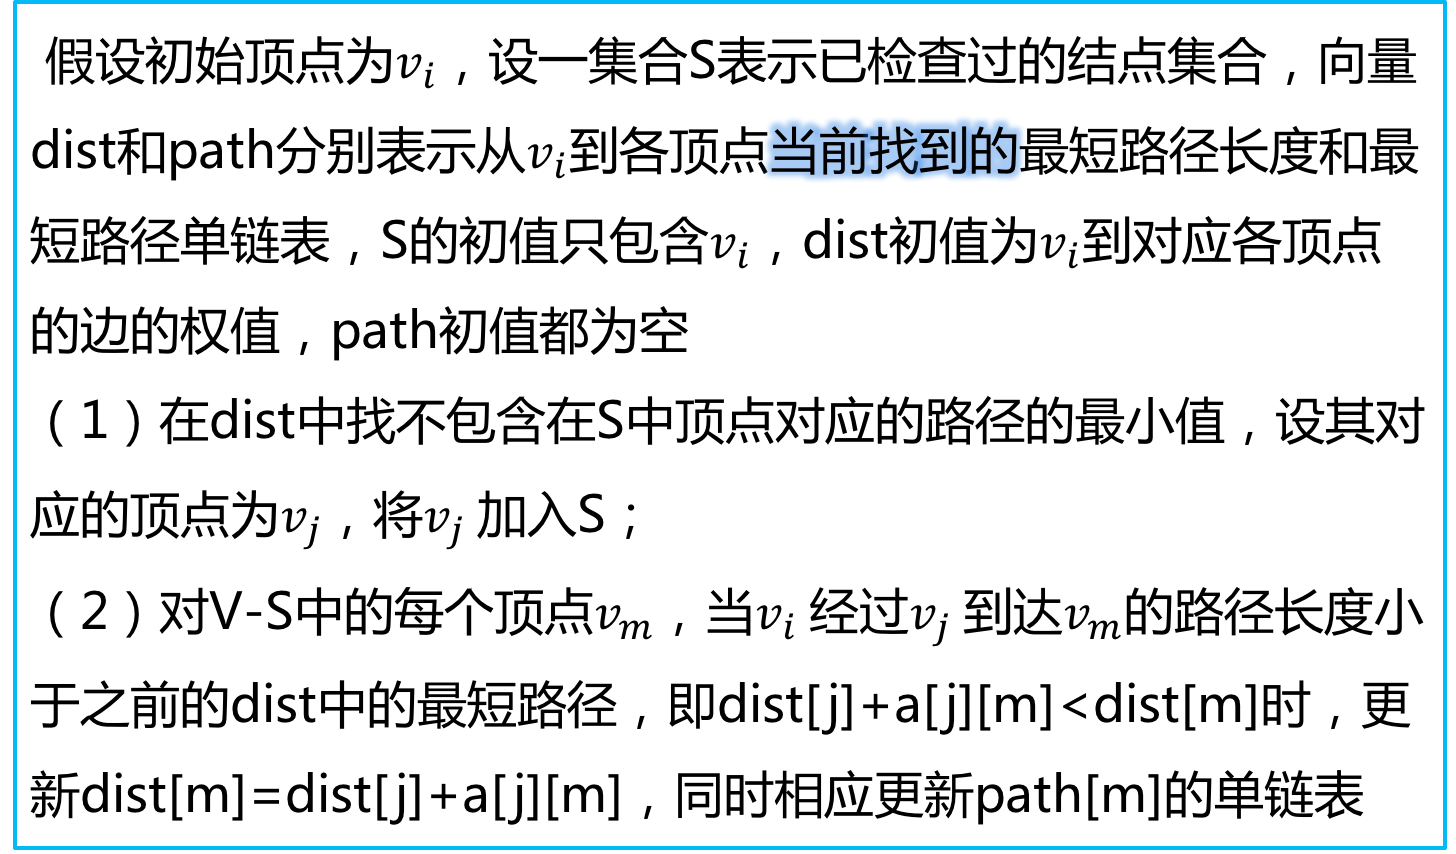 假设初始顶点为𝑣ᵢ，设一集合S表示已检查过的结点集合，向量
dist和path分别表示从𝑣ᵢ到各顶点当前找到的最短路径长度和最
短路径单链表，S的初值只包含𝑣ᵢ，dist初值为𝑣ᵢ到对应各顶点
的边的权值，path初值都为空
（1）在dist中找不包含在S中顶点对应的路径的最小值，设其对
应的顶点为𝑣ⱼ，将𝑣ⱼ 加入S；
（2）对V-S中的每个顶点𝑣ₘ，当𝑣ᵢ 经过𝑣ⱼ 到达𝑣ₘ的路径长度小
于之前的dist中的最短路径，即dist[j]+a[j][m]<dist[m]时，更
新dist[m]=dist[j]+a[j][m]，同时相应更新path[m]的单链表